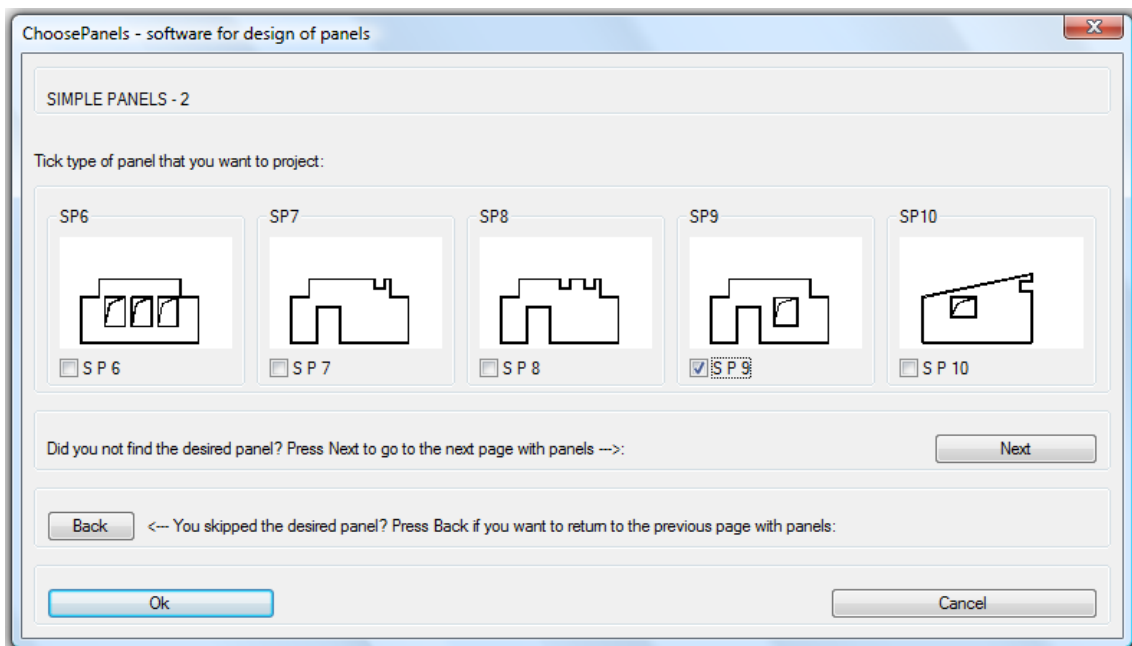 ChoosePanels - software for design of panels
SIMPLE PANELS - 2
Tick type of panel that you want to project:
SP6 SP7 SP8 SP9 SP10
S P 6 S P 7 S P 8 S P 9 S P 10
Did you not find the desired panel? Press Next to go to the next page with panels --->: Next
Back <--- You skipped the desired panel? Press Back if you want to return to the previous page with panels:
Ok Cancel